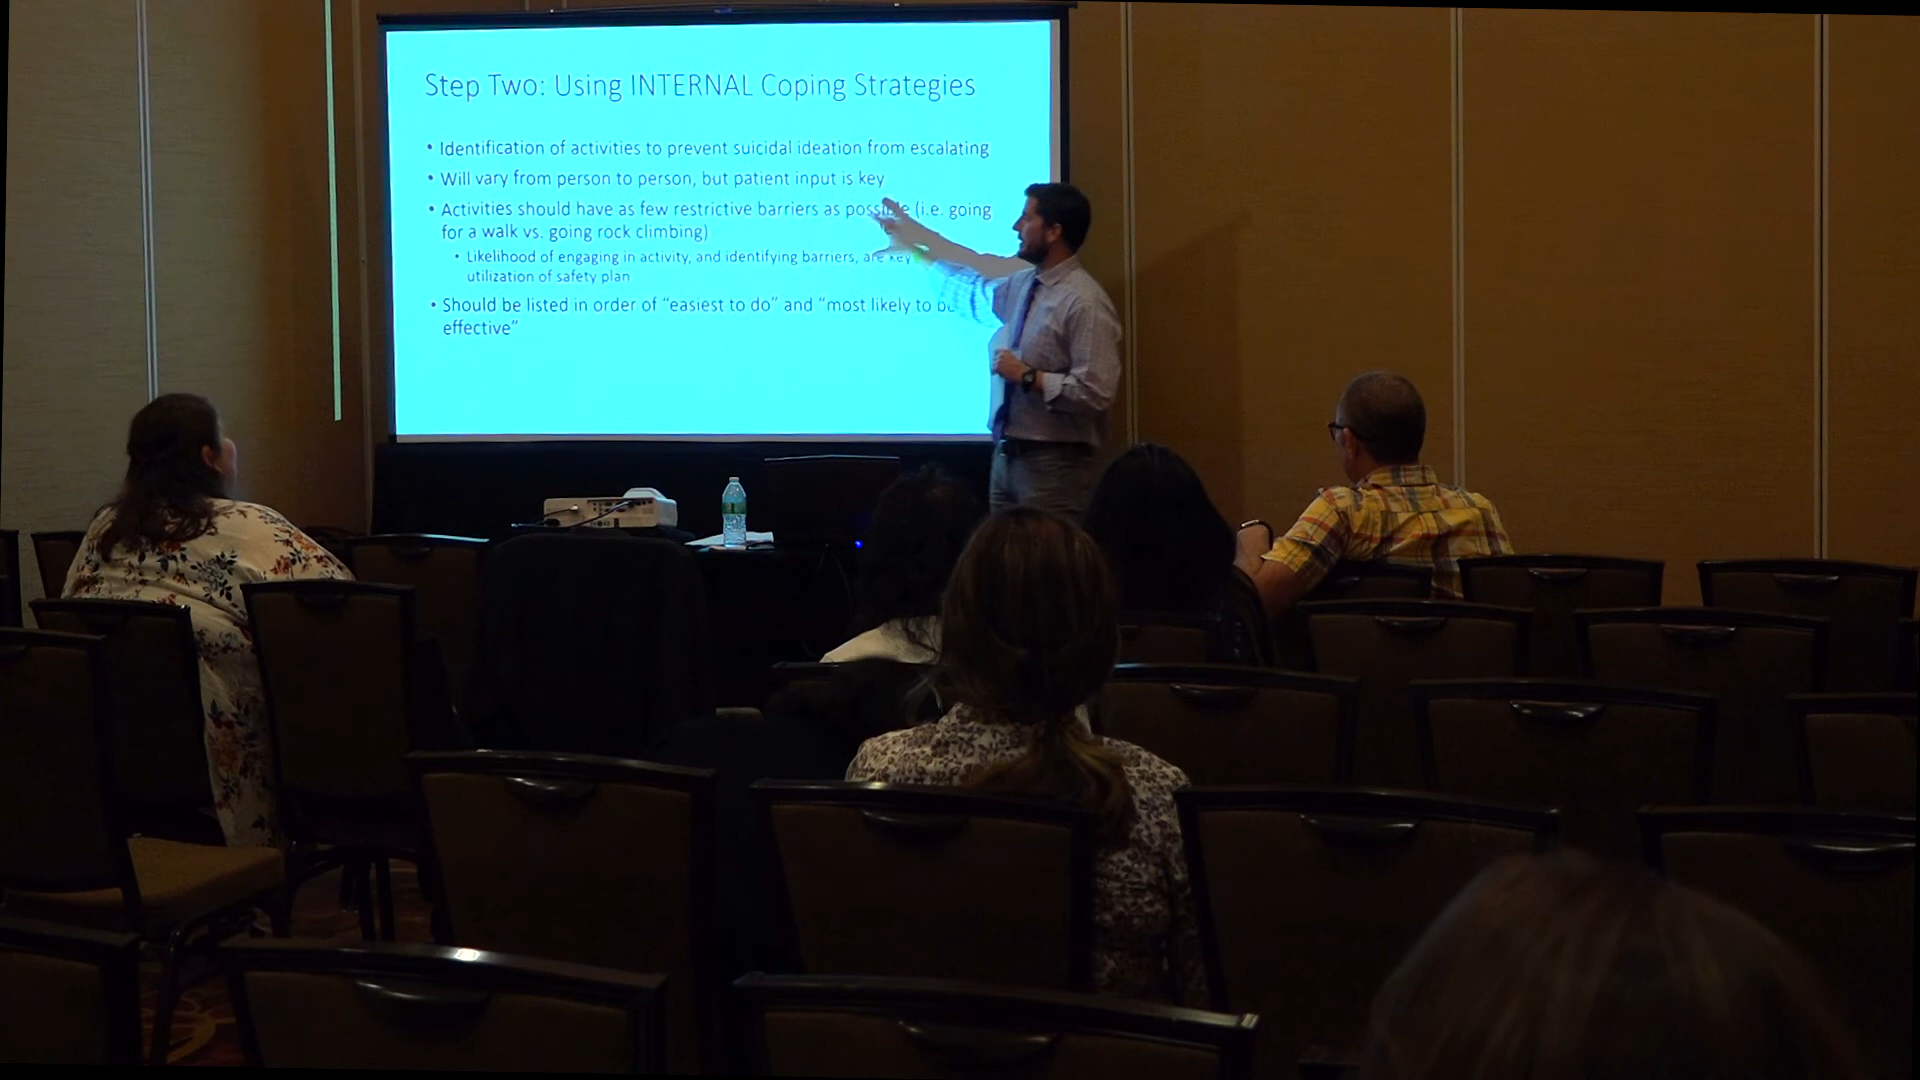 Step Two: Using INTERNAL Coping Strategies
• Identification of activities to prevent suicidal ideation from escalating
• Will vary from person to person, but patient input is key
• Activities should have as few restrictive barriers as possible (i.e. going
for a walk vs. going rock climbing)
• Likelihood of engaging in activity, and identifying barriers, are key
utilization of safety plan
• Should be listed in order of “easiest to do” and “most likely to be
effective”